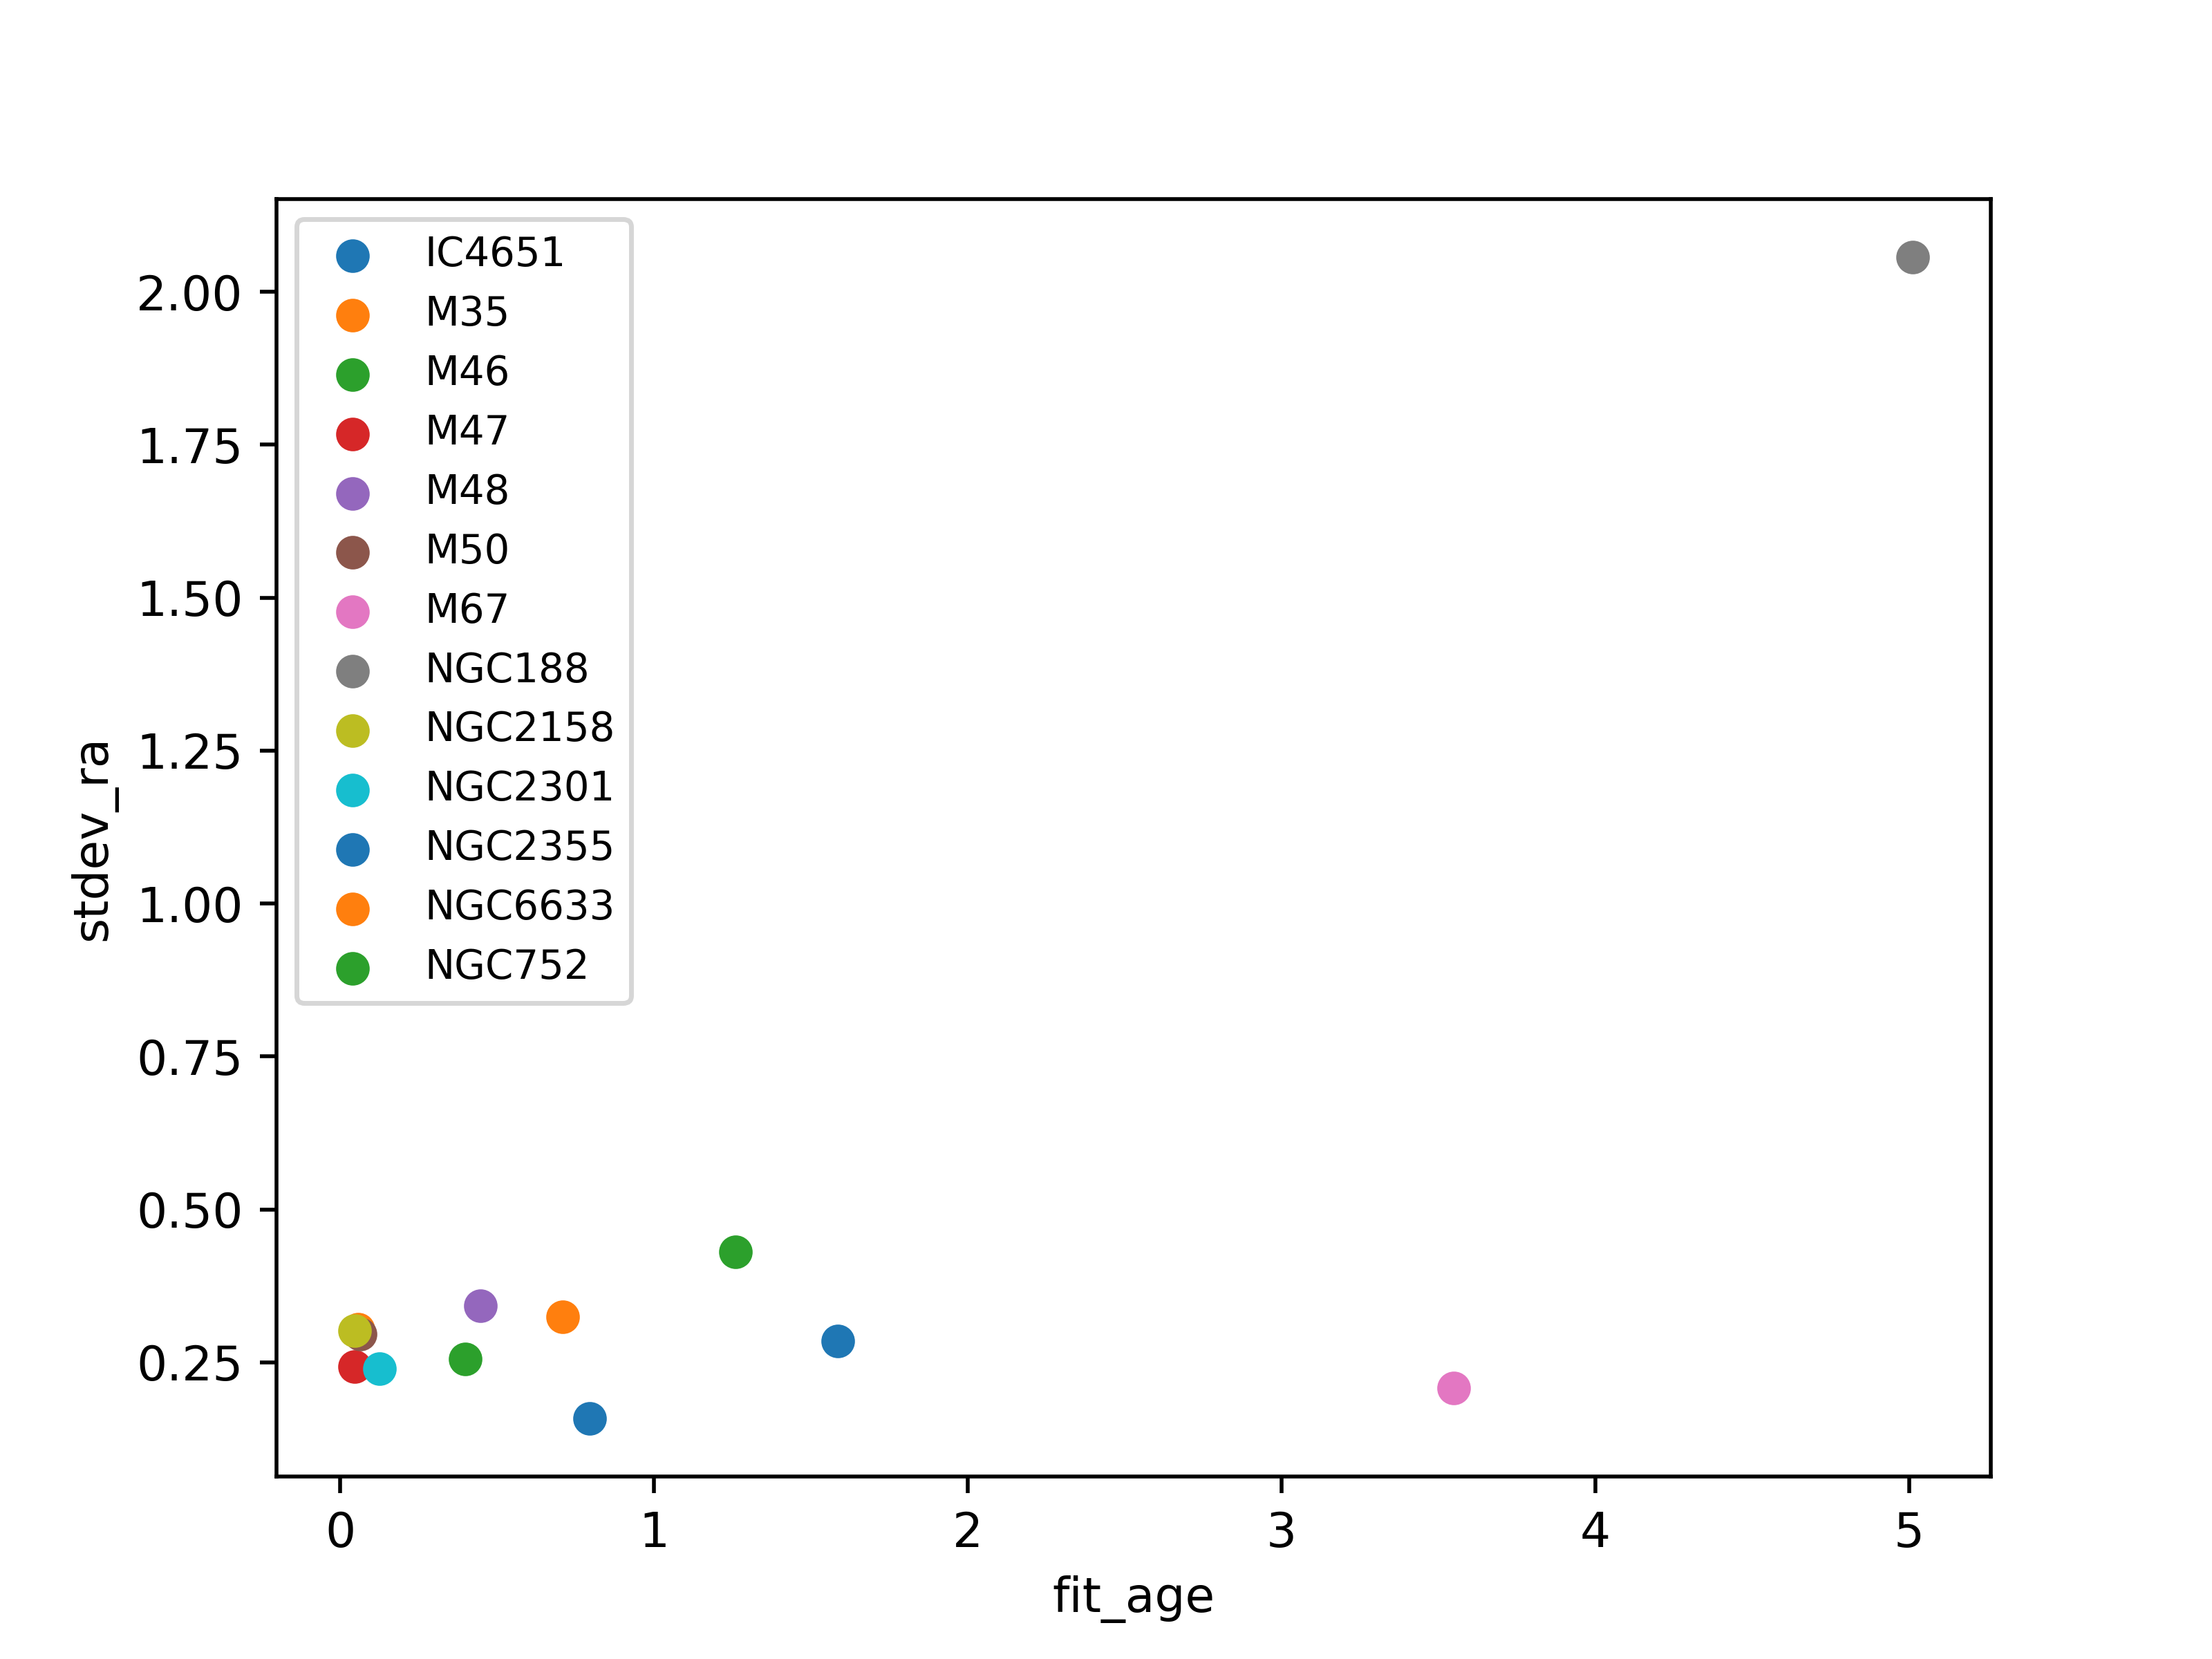 IC4651
M35
M46
M47
M48
M50
M67
NGC188
NGC2158
NGC2301
NGC2355
NGC6633
NGC752
2.00
1.75
1.50
1.25
1.00
0.75
0.50
0.25
stdev_ra
0 1 2 3 4 5
fit_age